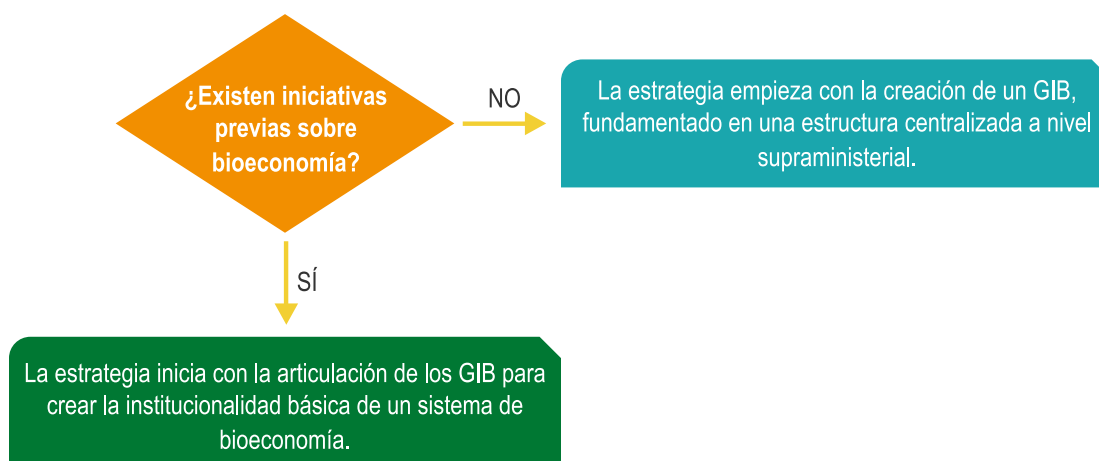 ¿Existen iniciativas
previas sobre
bioeconomía?
NO
La estrategia empieza con la creación de un GIB,
fundamentado en una estructura centralizada a nivel
supraministerial.
SÍ
La estrategia inicia con la articulación de los GIB para
crear la institucionalidad básica de un sistema de
bioeconomía.